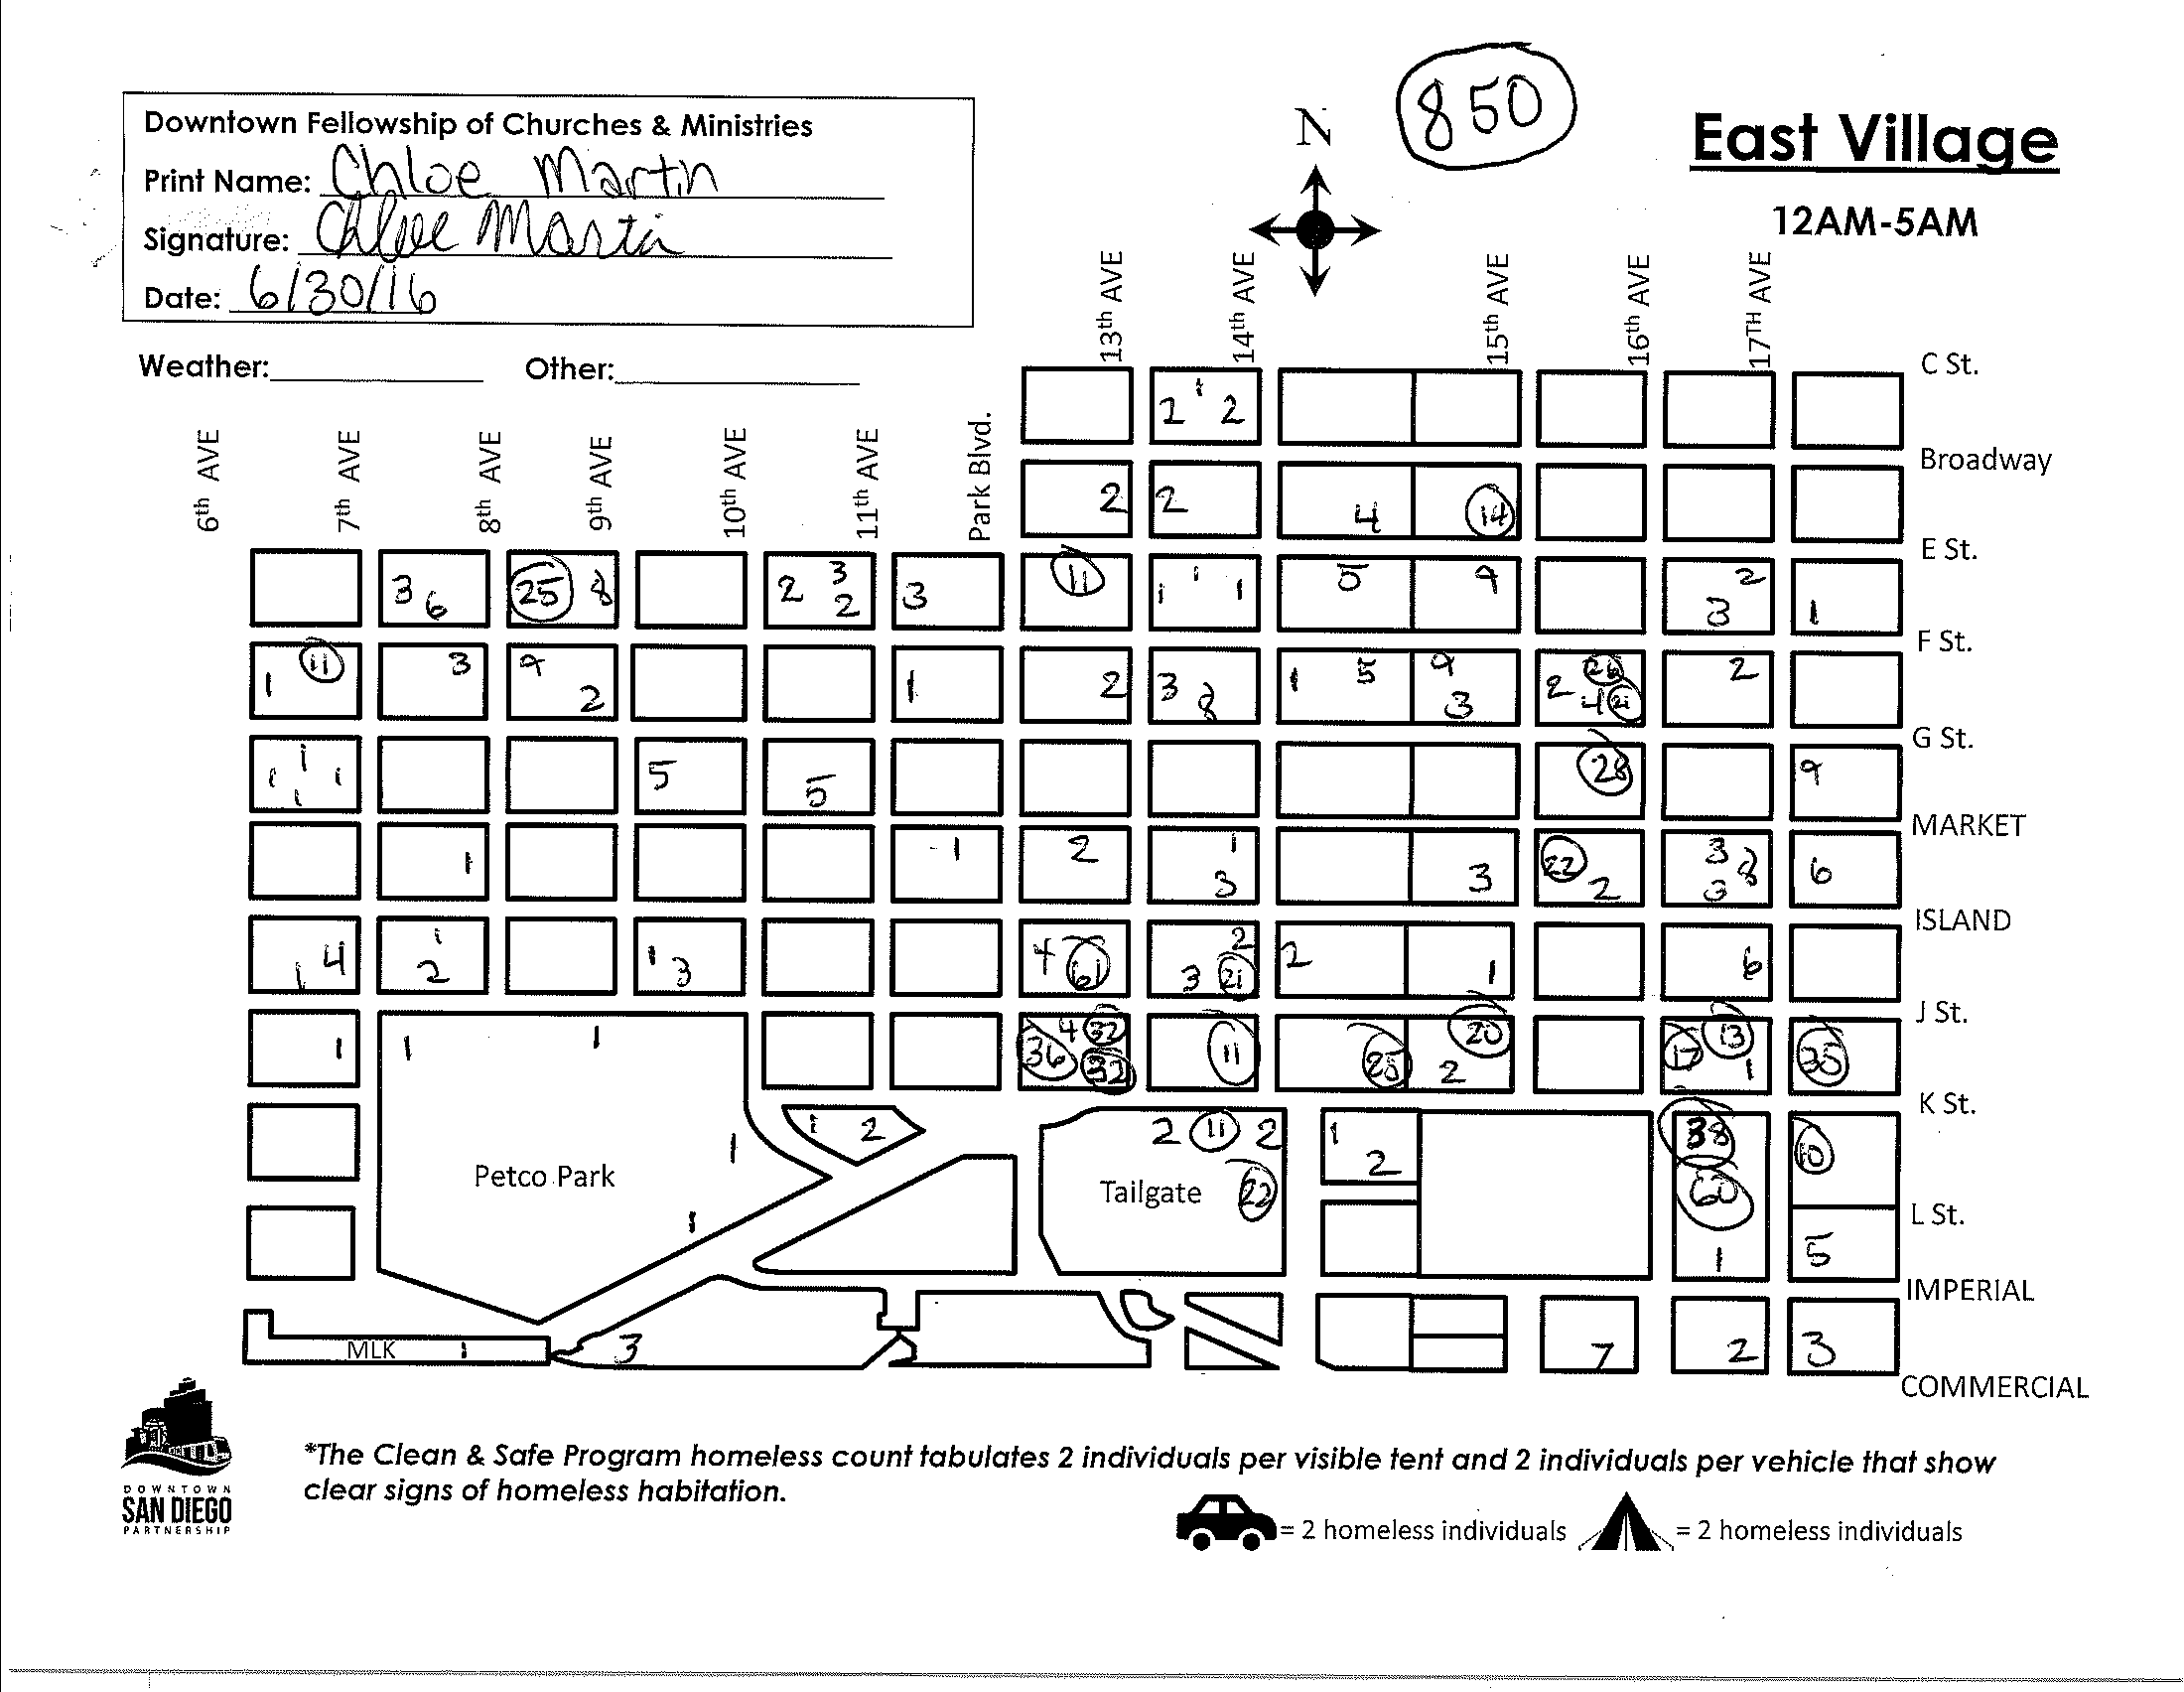 850
East Village
12AM-5AM
Downtown Fellowship of Churches & Ministries
Print Name: Chloe Martin
Signature: Chloe Martin
Date: 6/30/16
Weather: Other:
N
6th AVE 7th AVE 8th AVE 9th AVE 10th AVE 11th AVE Park Blvd. 13th AVE 14th AVE 15th AVE 16th AVE 17TH AVE
C St.
2 1 2
Broadway
2 2 4 14
E St.
3 6 25 8 2 3 2 3 11 1 1 1 5 9 3 2 1
F St.
1 11 3 9 2 1 2 3 8 1 5 9 3 2 26 4 21 2
G St.
1 1 1 1 5 5 28 9
MARKET
1 1 2 1 3 3 22 2 3 8 3 6
ISLAND
1 4 1 2 1 3 4 61 2 3 21 2 1 6
J St.
1 1 1 36 4 32 32 11 25 20 2 17 13 1 35
K St.
1 1 2 2 11 2 1 2 38 10
Petco Park Tailgate 22 60
L St.
1 1 5
IMPERIAL
MLK 1 3 7 2 3
COMMERCIAL
*The Clean & Safe Program homeless count tabulates 2 individuals per visible tent and 2 individuals per vehicle that show
clear signs of homeless habitation.
DOWNTOWN
SAN DIEGO
PARTNERSHIP
= 2 homeless individuals = 2 homeless individuals